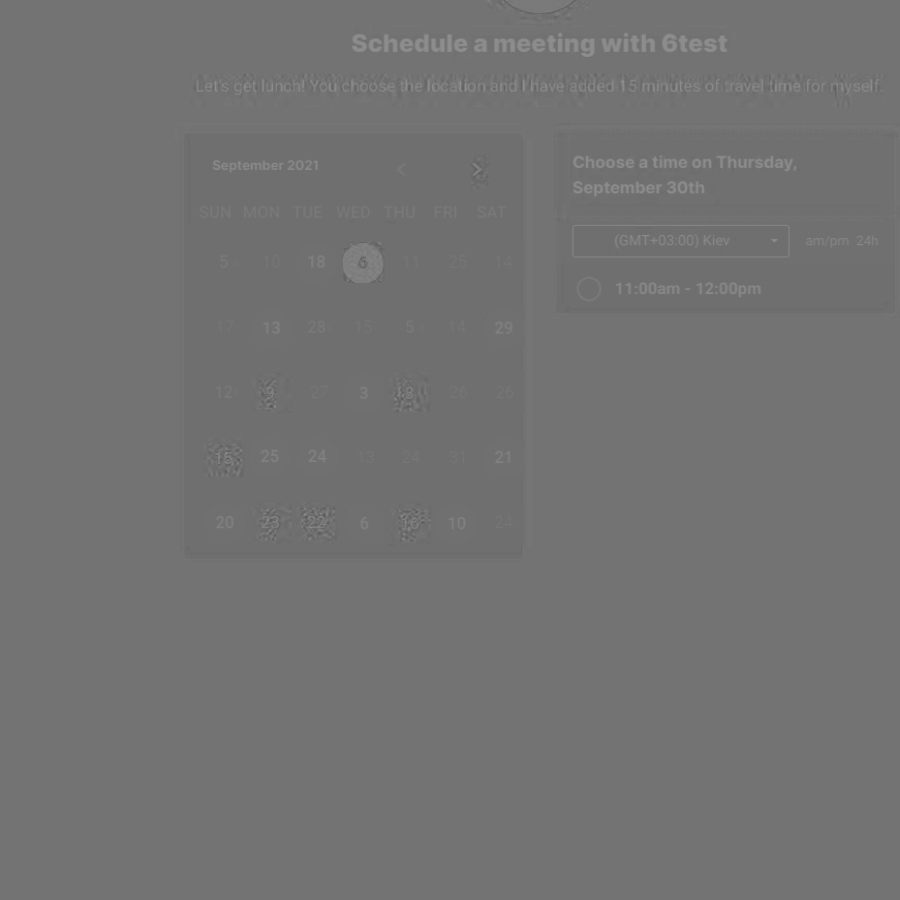 Schedule a meeting with 6test
Let's get lunch! You choose the location and I have added 15 minutes of travel time for myself.
September 2021
SUN MON TUE WED THU FRI SAT
5 10 18 6 11 25 14
17 13 28 15 5 14 29
12 9 27 3 18 26 26
15 25 24 13 24 31 21
20 23 22 6 16 10 24
Choose a time on Thursday,
September 30th
(GMT+03:00) Kiev am/pm 24h
11:00am - 12:00pm